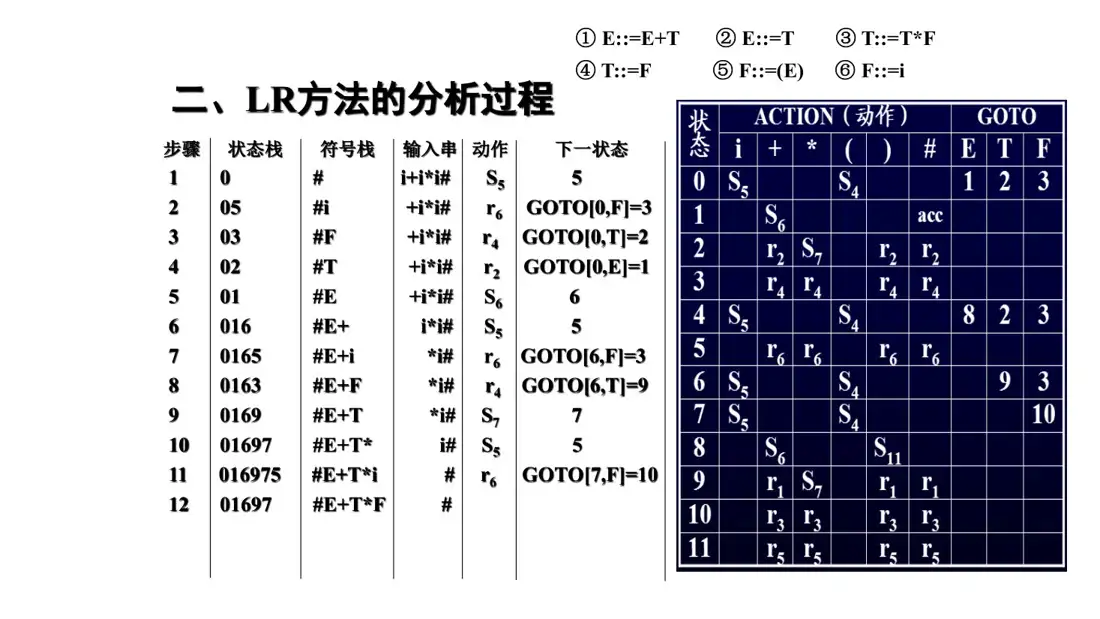 ① E::=E+T ② E::=T ③ T::=T*F
④ T::=F ⑤ F::=(E) ⑥ F::=i
二、LR方法的分析过程
步骤 状态栈 符号栈 输入串 动作 下一状态
1 0 # i+i*i# S5 5
2 05 #i +i*i# r6 GOTO[0,F]=3
3 03 #F +i*i# r4 GOTO[0,T]=2
4 02 #T +i*i# r2 GOTO[0,E]=1
5 01 #E +i*i# S6 6
6 016 #E+ i*i# S5 5
7 0165 #E+i *i# r6 GOTO[6,F]=3
8 0163 #E+F *i# r4 GOTO[6,T]=9
9 0169 #E+T *i# S7 7
10 01697 #E+T* i# S5 5
11 016975 #E+T*i # r6 GOTO[7,F]=10
12 01697 #E+T*F #
状态 ACTION（动作） GOTO
i + * ( ) # E T F
0 S5 S4 1 2 3
1 S6 acc
2 r2 S7 r2 r2
3 r4 r4 r4 r4
4 S5 S4 8 2 3
5 r6 r6 r6 r6
6 S5 S4 9 3
7 S5 S4 10
8 S6 S11
9 r1 S7 r1 r1
10 r3 r3 r3 r3
11 r5 r5 r5 r5